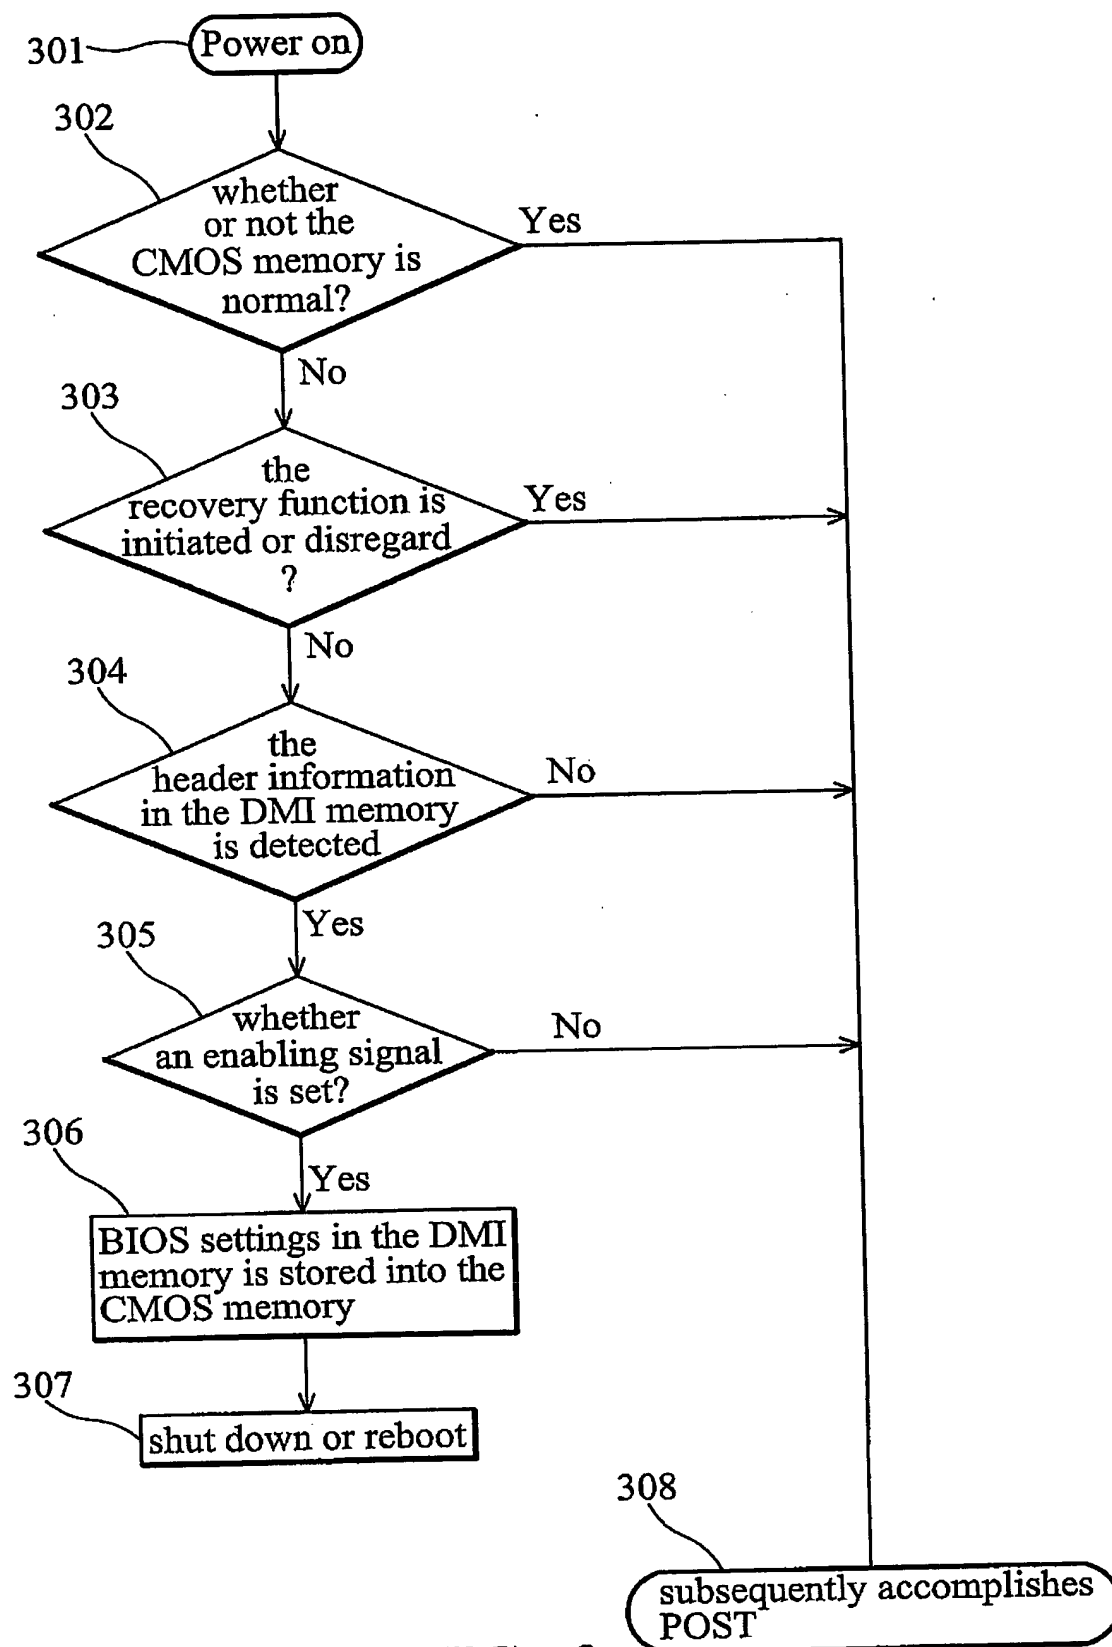 301
Power on
302
whether
or not the
CMOS memory is
normal?
Yes
No
303
the
recovery function is
initiated or disregard
?
Yes
No
304
the
header information
in the DMI memory
is detected
No
Yes
305
whether
an enabling signal
is set?
No
Yes
306
BIOS settings in the DMI
memory is stored into the
CMOS memory
307
shut down or reboot
308
subsequently accomplishes
POST